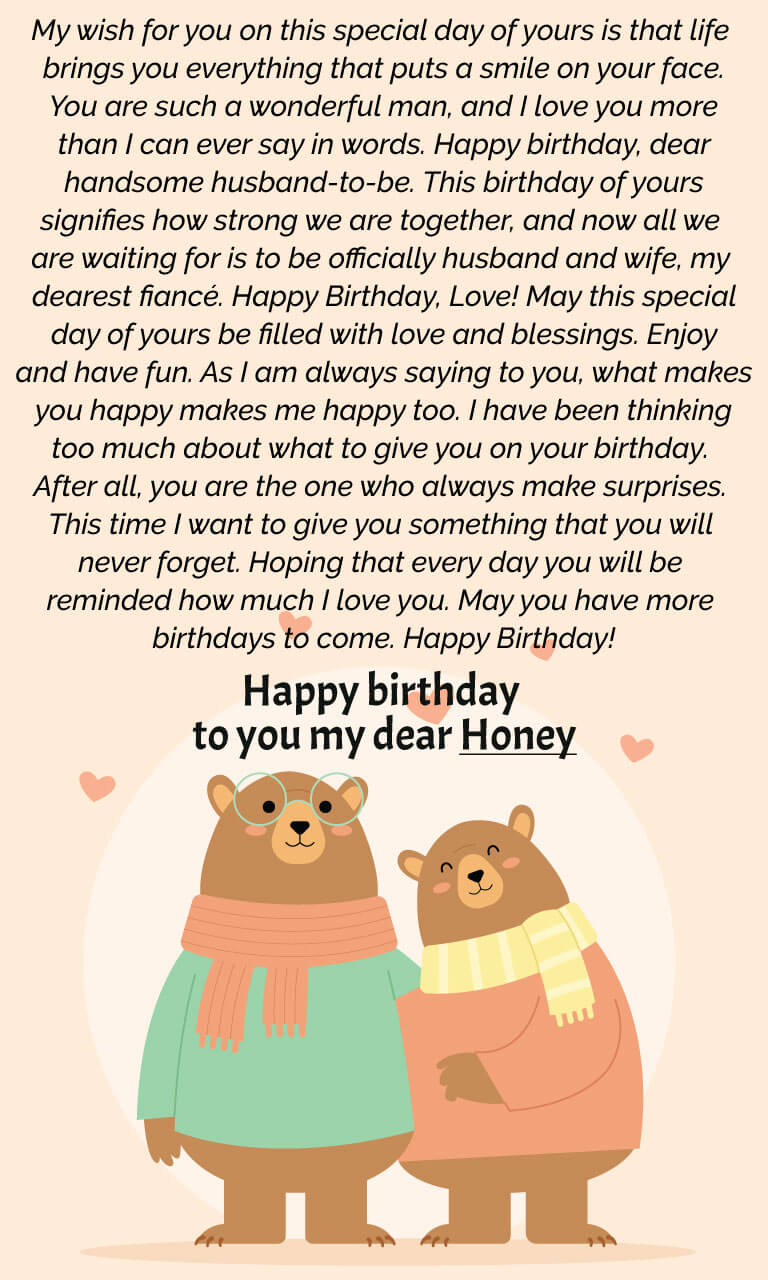 My wish for you on this special day of yours is that life
brings you everything that puts a smile on your face.
You are such a wonderful man, and I love you more
than I can ever say in words. Happy birthday, dear
handsome husband-to-be. This birthday of yours
signifies how strong we are together, and now all we
are waiting for is to be officially husband and wife, my
dearest fiancé. Happy Birthday, Love! May this special
day of yours be filled with love and blessings. Enjoy
and have fun. As I am always saying to you, what makes
you happy makes me happy too. I have been thinking
too much about what to give you on your birthday.
After all, you are the one who always make surprises.
This time I want to give you something that you will
never forget. Hoping that every day you will be
reminded how much I love you. May you have more
birthdays to come. Happy Birthday!
Happy birthday
to you my dear Honey